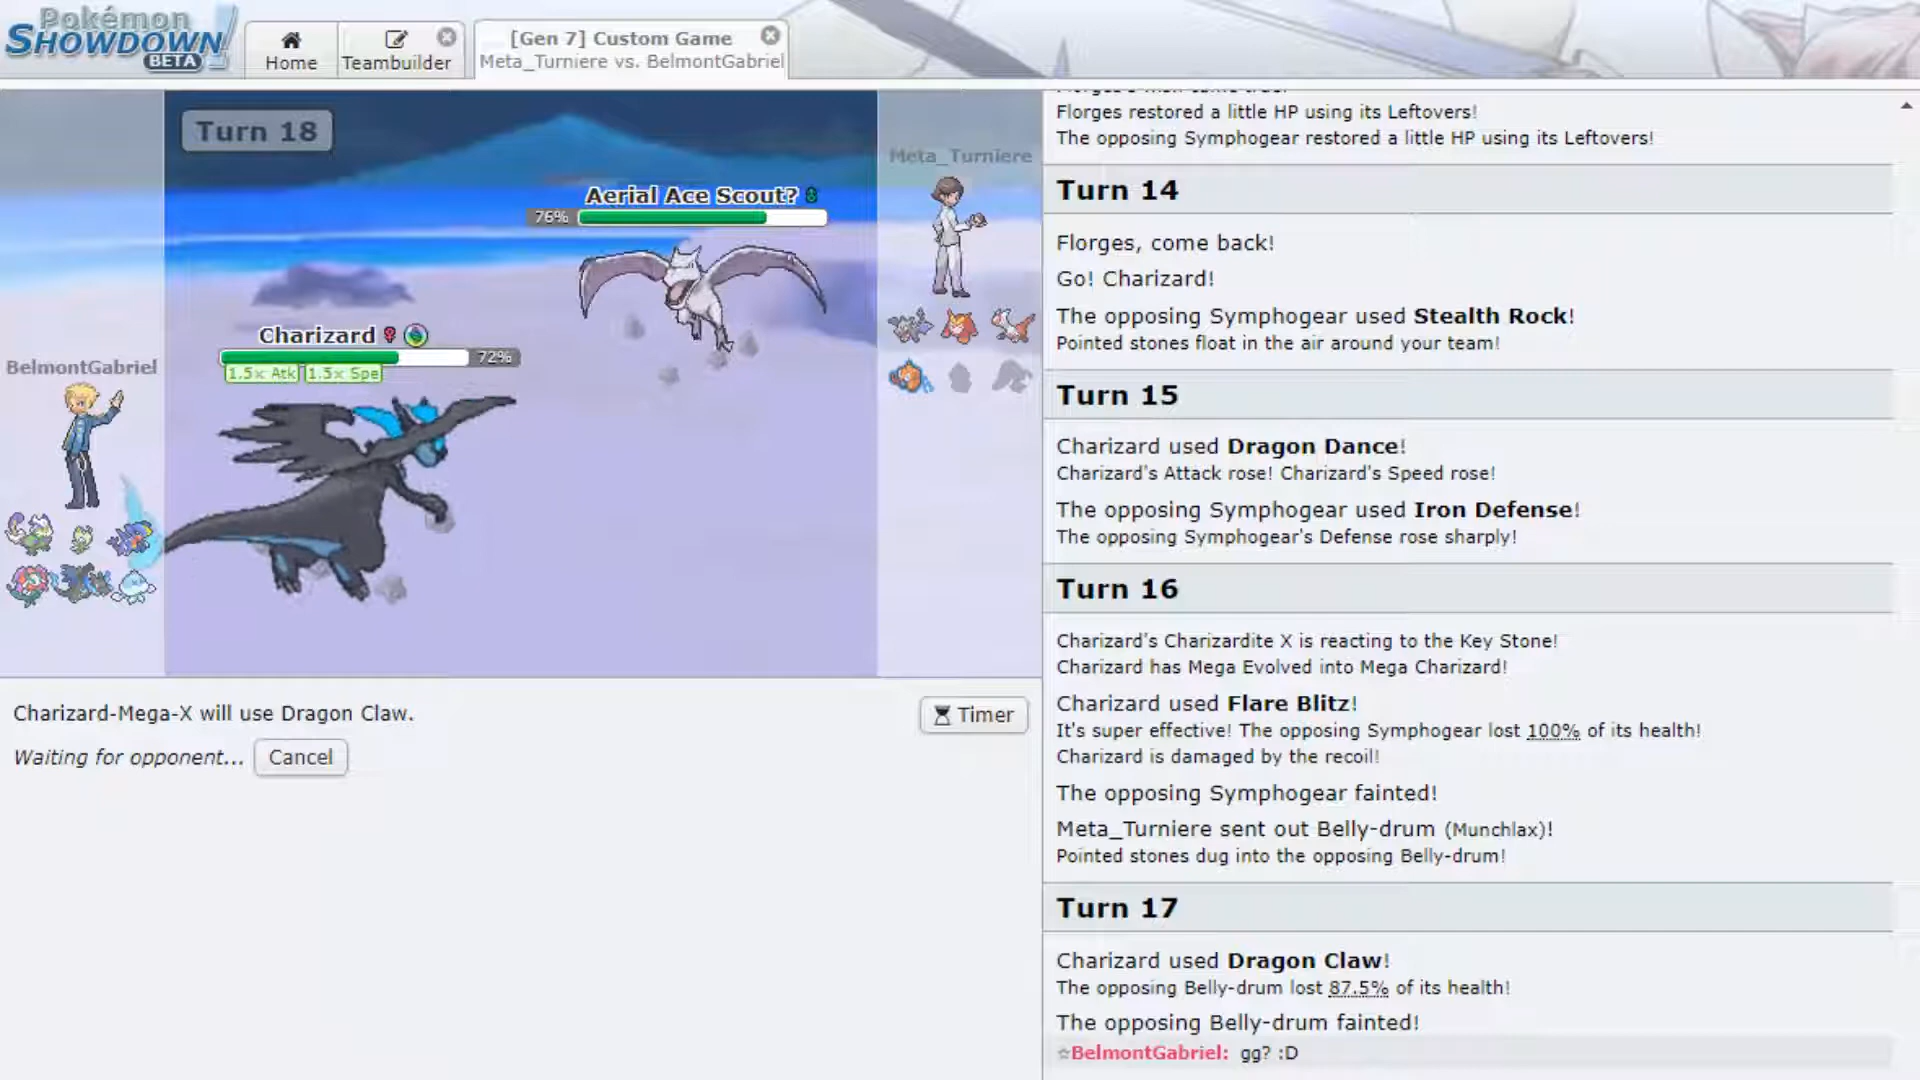 Pokémon
SHOWDOWN!
BETA
Home
Teambuilder
[Gen 7] Custom Game
Meta_Turniere vs. BelmontGabriel
Turn 18
Meta_Turniere
Aerial Ace Scout?
76%
Charizard
72%
1.5× Atk
1.5× Spe
BelmontGabriel
Charizard-Mega-X will use Dragon Claw.
Timer
Waiting for opponent...
Cancel
Florges restored a little HP using its Leftovers!
The opposing Symphogear restored a little HP using its Leftovers!
Turn 14
Florges, come back!
Go! Charizard!
The opposing Symphogear used Stealth Rock!
Pointed stones float in the air around your team!
Turn 15
Charizard used Dragon Dance!
Charizard's Attack rose! Charizard's Speed rose!
The opposing Symphogear used Iron Defense!
The opposing Symphogear's Defense rose sharply!
Turn 16
Charizard's Charizardite X is reacting to the Key Stone!
Charizard has Mega Evolved into Mega Charizard!
Charizard used Flare Blitz!
It's super effective! The opposing Symphogear lost 100% of its health!
Charizard is damaged by the recoil!
The opposing Symphogear fainted!
Meta_Turniere sent out Belly-drum (Munchlax)!
Pointed stones dug into the opposing Belly-drum!
Turn 17
Charizard used Dragon Claw!
The opposing Belly-drum lost 87.5% of its health!
The opposing Belly-drum fainted!
☆BelmontGabriel: gg? :D